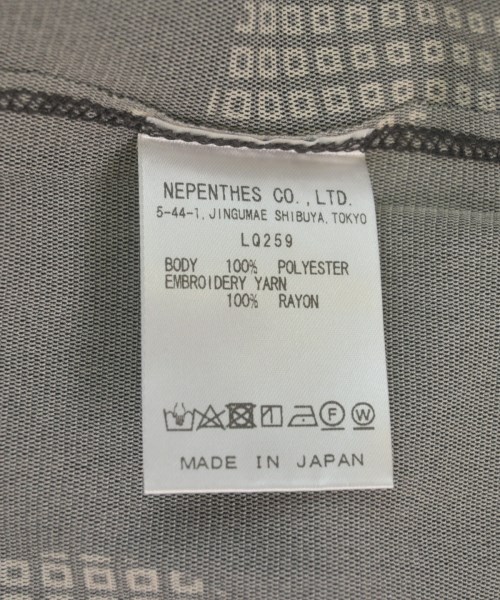 NEPENTHES CO.,LTD.
5-44-1, JINGUMAE SHIBUYA, TOKYO
LQ259
BODY 100% POLYESTER
EMBROIDERY YARN
100% RAYON
F W
MADE IN JAPAN